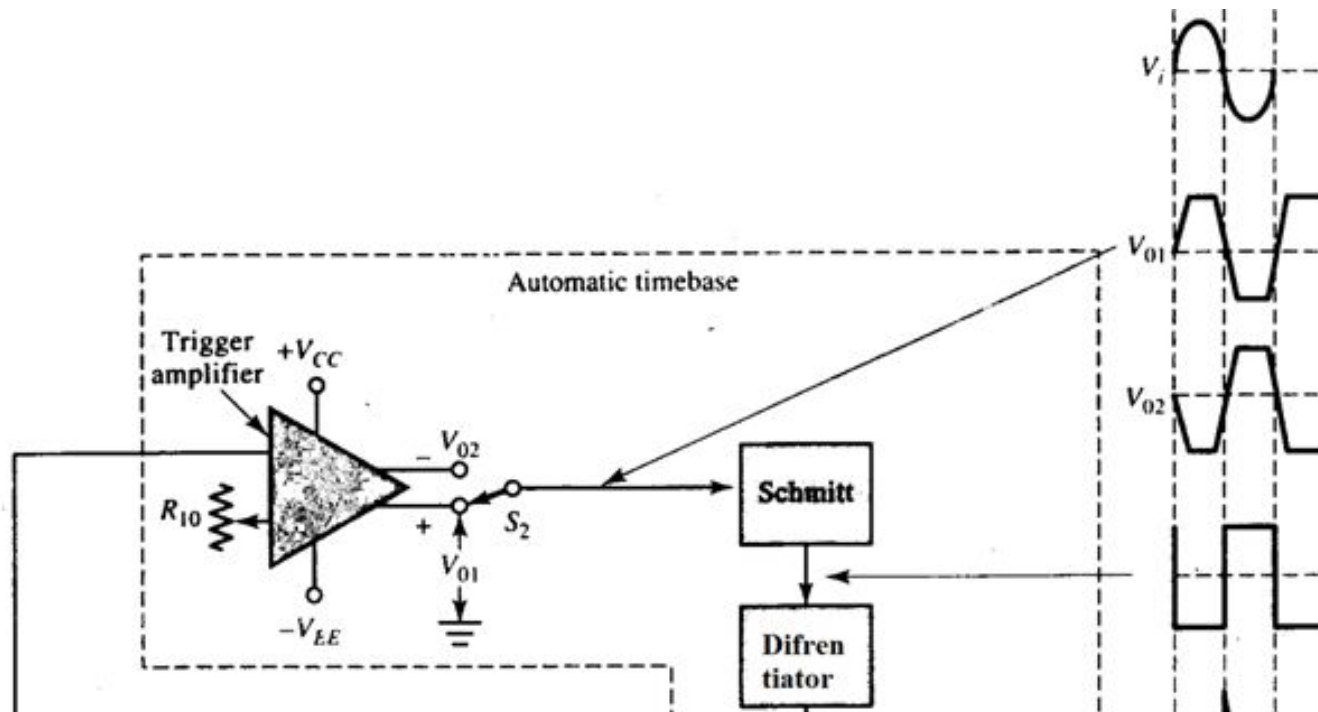 V_i
V_01
Automatic timebase
Trigger
amplifier
+V_CC
V_02
− V_02
Schmitt
R_10
+
S_2
V_01
−V_EE
Difren
tiator